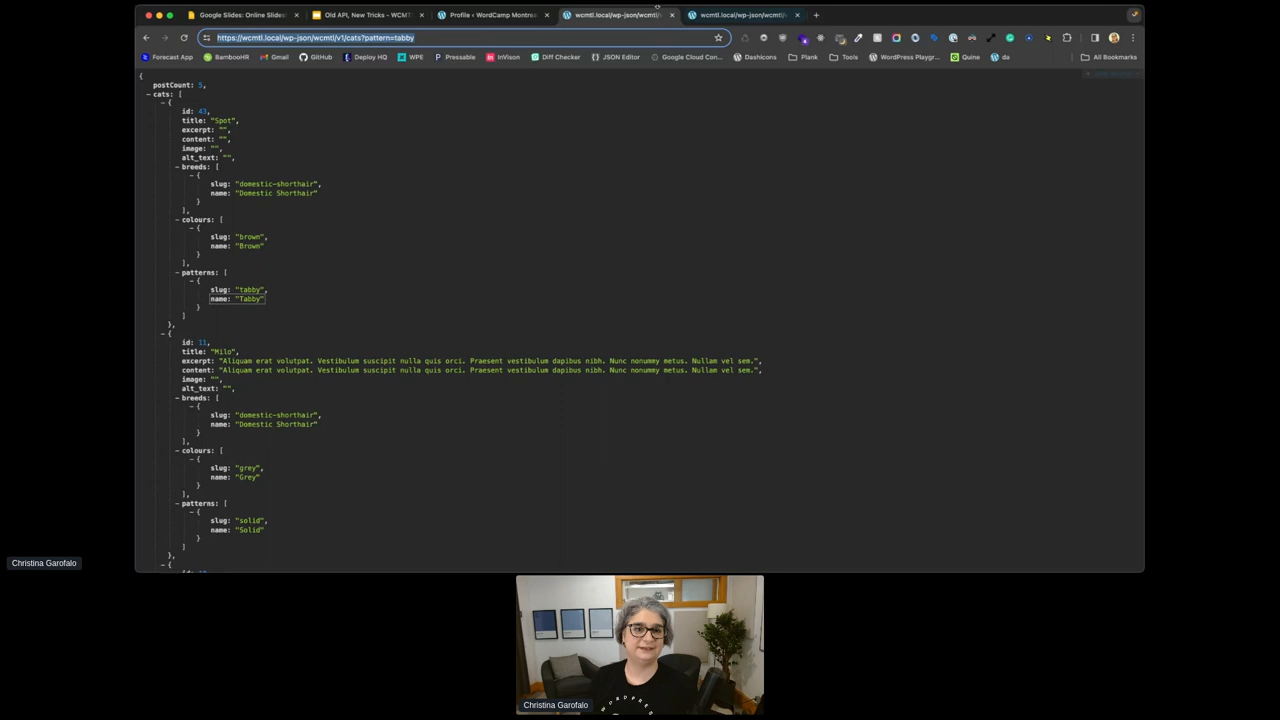 Google Slides: Online Slides
Old API, New Tricks - WCMT
Profile < WordCamp Montre
wcmtl.local/wp-json/wcmtl/v
wcmtl.local/wp-json/wcmtl/v
https://wcmtl.local/wp-json/wcmtl/v1/cats?pattern=tabby
Forecast App
BambooHR
Gmail
GitHub
Deploy HQ
WPE
Pressable
InVison
Diff Checker
JSON Editor
Google Cloud Con...
Dashicons
Plank
Tools
WordPress Playgr...
Quine
da
All Bookmarks
{
postCount: 5,
− cats: [
− {
id: 43,
title: "Spot",
excerpt: "",
content: "",
image: "",
alt_text: "",
− breeds: [
− {
slug: "domestic-shorthair",
name: "Domestic Shorthair"
}
],
− colours: [
− {
slug: "brown",
name: "Brown"
}
],
− patterns: [
− {
slug: "tabby",
name: "Tabby"
}
]
},
− {
id: 11,
title: "Milo",
excerpt: "Aliquam erat volutpat. Vestibulum suscipit nulla quis orci. Praesent vestibulum dapibus nibh. Nunc nonummy metus. Nullam vel sem.",
content: "Aliquam erat volutpat. Vestibulum suscipit nulla quis orci. Praesent vestibulum dapibus nibh. Nunc nonummy metus. Nullam vel sem.",
image: "",
alt_text: "",
− breeds: [
− {
slug: "domestic-shorthair",
name: "Domestic Shorthair"
}
],
− colours: [
− {
slug: "grey",
name: "Grey"
}
],
− patterns: [
− {
slug: "solid",
name: "Solid"
}
]
},
− {
Christina Garofalo
Christina Garofalo